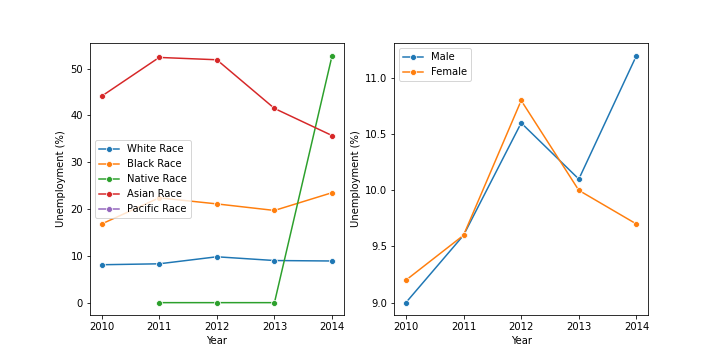 Unemployment (%)
50
40
30
20
10
0
White Race
Black Race
Native Race
Asian Race
Pacific Race
2010 2011 2012 2013 2014
Year
Unemployment (%)
11.0
10.5
10.0
9.5
9.0
Male
Female
2010 2011 2012 2013 2014
Year